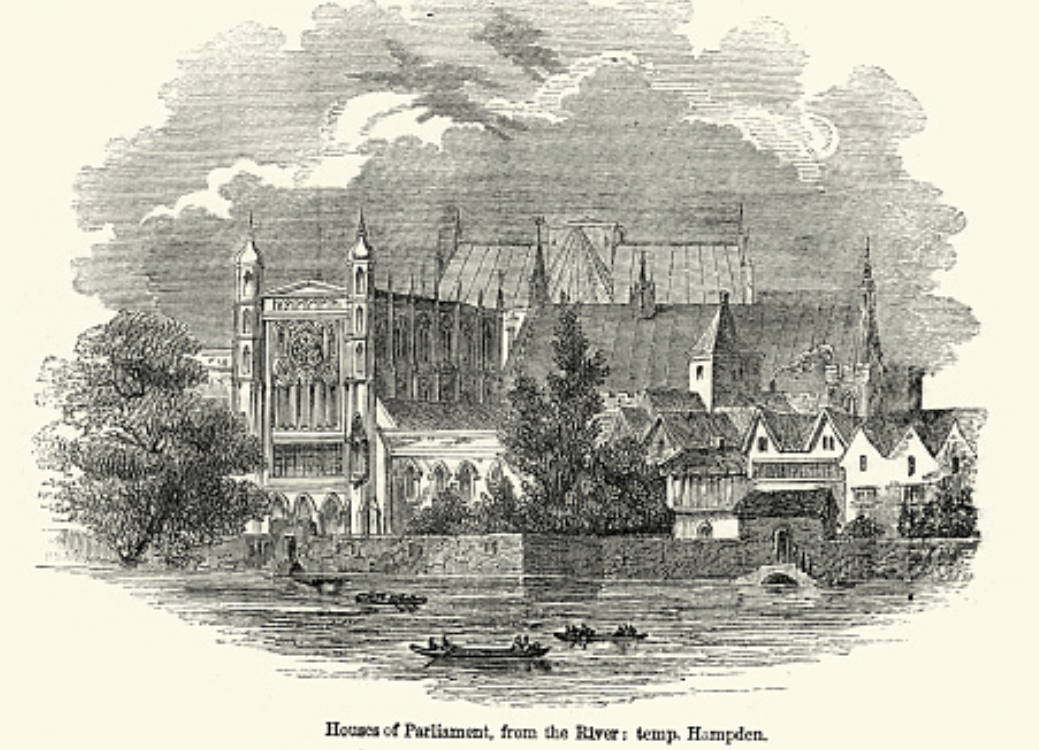 Houses of Parliament, from the River: temp. Hampden.